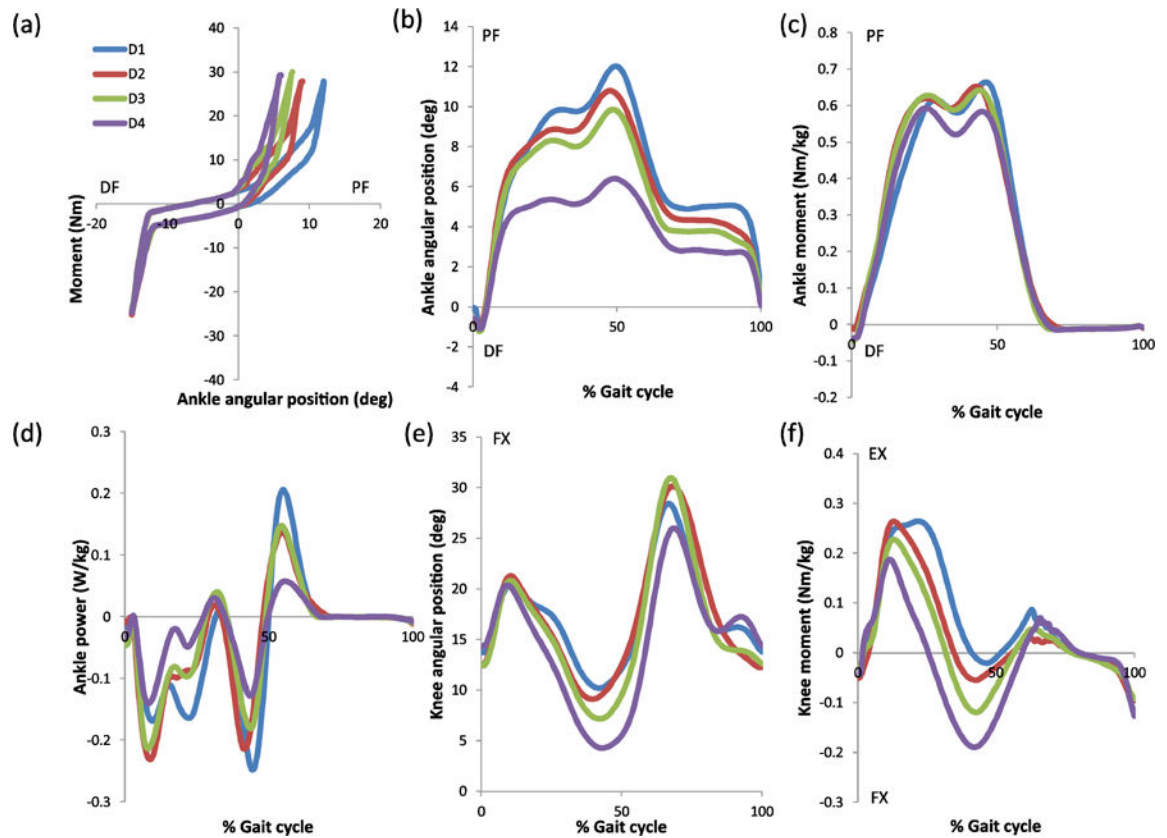 (a)
D1
D2
D3
D4
40
30
20
10
0
-10
-20
-30
-40
-20
-10
0
10
20
DF
PF
Moment (Nm)
Ankle angular position (deg)
(b)
PF
14
12
10
8
6
4
2
0
-2
-4
0
50
100
DF
Ankle angular position (deg)
% Gait cycle
(c)
PF
0.8
0.7
0.6
0.5
0.4
0.3
0.2
0.1
0
-0.1
-0.2
0
50
100
DF
Ankle moment (Nm/kg)
% Gait cycle
(d)
0.3
0.2
0.1
0
-0.1
-0.2
-0.3
0
50
100
Ankle power (W/kg)
% Gait cycle
(e)
FX
35
30
25
20
15
10
5
0
0
50
100
Knee angular position (deg)
% Gait cycle
(f)
EX
0.4
0.3
0.2
0.1
0
-0.1
-0.2
-0.3
0
50
100
FX
Knee moment (Nm/kg)
% Gait cycle